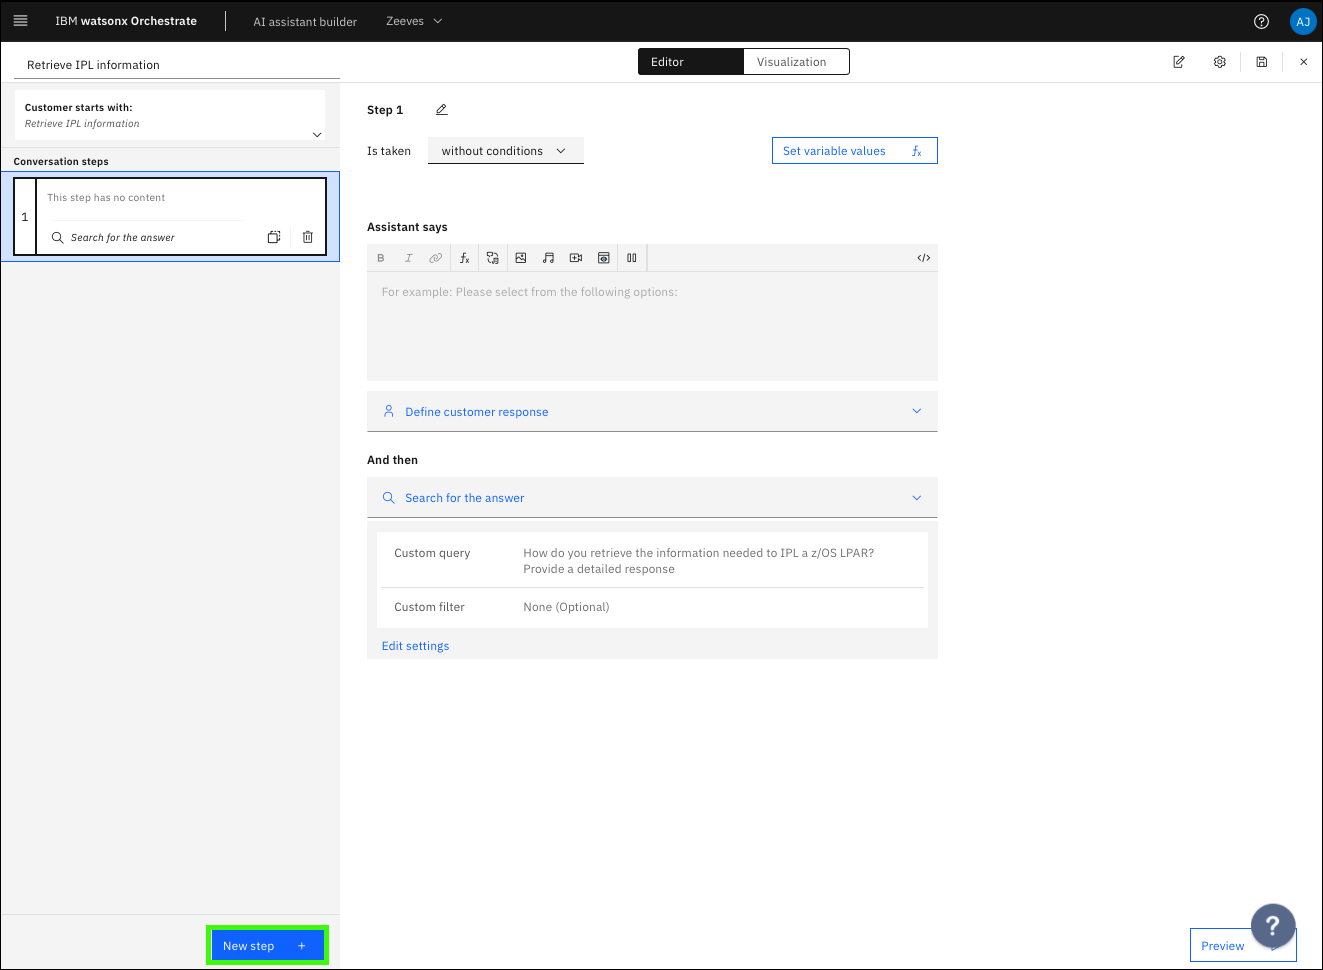 IBM watsonx Orchestrate
AI assistant builder
Zeeves
AJ
Retrieve IPL information
Editor
Visualization
Customer starts with:
Retrieve IPL information
Conversation steps
1
This step has no content
Search for the answer
New step +
Step 1
Is taken
without conditions
Set variable values fx
Assistant says
B I fx </>
For example: Please select from the following options:
Define customer response
And then
Search for the answer
Custom query
How do you retrieve the information needed to IPL a z/OS LPAR?
Provide a detailed response
Custom filter
None (Optional)
Edit settings
Preview
?